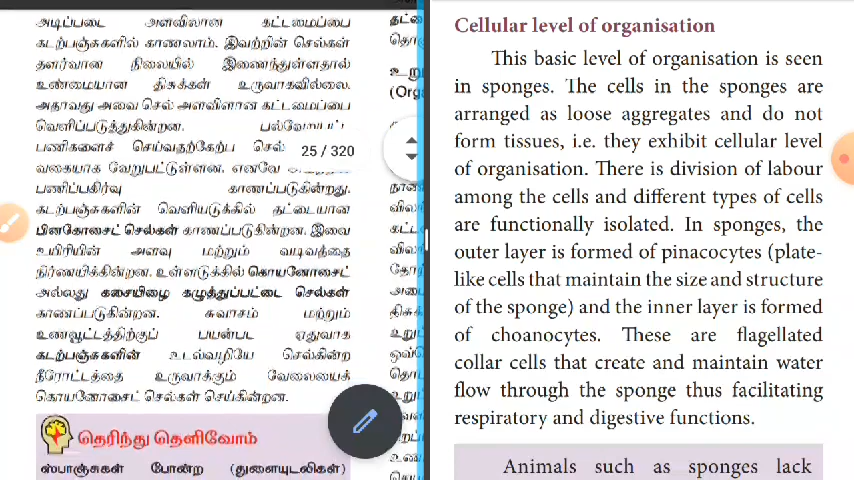 அடிப்படை அளவிலான கட்டமைப்பை
கடற்பஞ்சுகளில் காணலாம். இவற்றின் செல்கள்
தளர்வான நிலையில் இணைந்துள்ளதால்
உண்மையான திசுக்கள் உருவாகவில்லை.
அதாவது அவை செல் அளவிளான கட்டமைப்பை
வெளிப்படுத்துகின்றன.
பணிகளைச் செய்வதற்கேற்ப செல்
வகையாக வேறுபட்டுள்ளன. எனவே
பணிப்பகிர்வு காணப்படுகின்றது.
கடற்பஞ்சுகளின் வெளியடுக்கில் தட்டையான
பினகோசைட் செல்கள் காணப்படுகின்றன. இவை
உயிரியின் அளவு மற்றும் வடிவத்தை
நிர்ணயிக்கின்றன. உள்ளடுக்கில் கொயனோசைட்
அல்லது கசையிழை கழுத்துப்பட்டை செல்கள்
காணப்படுகின்றன. சுவாசம் மற்றும்
உணவூட்டத்திற்குப் பயன்பட ஏதுவாக
கடற்பஞ்சுகளின் உடல்வழியே செல்கின்ற
நீரோட்டத்தை உருவாக்கும் வேலையைக்
கொயனோசைட் செல்கள் செய்கின்றன.
தெரிந்து தெளிவோம்
ஸ்பாஞ்சுகள் போன்ற (துளையுடலிகள்)
25 / 320
(Orga
Cellular level of organisation
This basic level of organisation is seen
in sponges. The cells in the sponges are
arranged as loose aggregates and do not
form tissues, i.e. they exhibit cellular level
of organisation. There is division of labour
among the cells and different types of cells
are functionally isolated. In sponges, the
outer layer is formed of pinacocytes (plate-
like cells that maintain the size and structure
of the sponge) and the inner layer is formed
of choanocytes. These are flagellated
collar cells that create and maintain water
flow through the sponge thus facilitating
respiratory and digestive functions.
Animals such as sponges lack